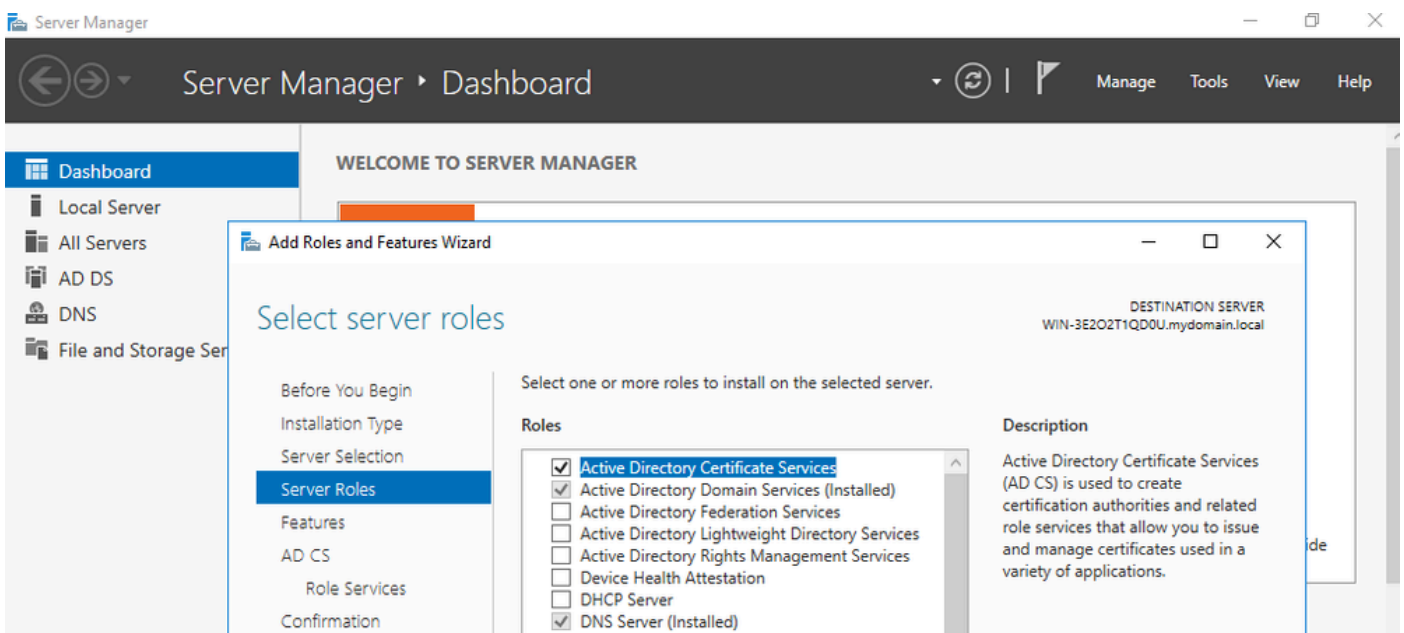 Server Manager
Server Manager • Dashboard
Manage Tools View Help
Dashboard
Local Server
All Servers
AD DS
DNS
File and Storage Ser
WELCOME TO SERVER MANAGER
Add Roles and Features Wizard
Select server roles
DESTINATION SERVER
WIN-3E2O2T1QD0U.mydomain.local
Before You Begin
Installation Type
Server Selection
Server Roles
Features
AD CS
Role Services
Confirmation
Select one or more roles to install on the selected server.
Roles
Active Directory Certificate Services
Active Directory Domain Services (Installed)
Active Directory Federation Services
Active Directory Lightweight Directory Services
Active Directory Rights Management Services
Device Health Attestation
DHCP Server
DNS Server (Installed)
Description
Active Directory Certificate Services
(AD CS) is used to create
certification authorities and related
role services that allow you to issue
and manage certificates used in a
variety of applications.
ide